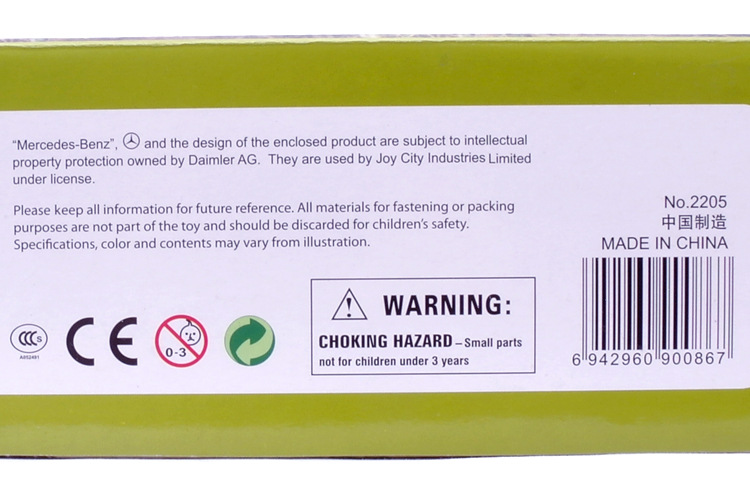 "Mercedes-Benz", and the design of the enclosed product are subject to intellectual
property protection owned by Daimler AG. They are used by Joy City Industries Limited
under license.
Please keep all information for future reference. All materials for fastening or packing
purposes are not part of the toy and should be discarded for children's safety.
Specifications, color and contents may vary from illustration.
No.2205
中国制造
MADE IN CHINA
CCC S
A052491
CE
0-3
WARNING:
CHOKING HAZARD – Small parts
not for children under 3 years
6 942960 900867